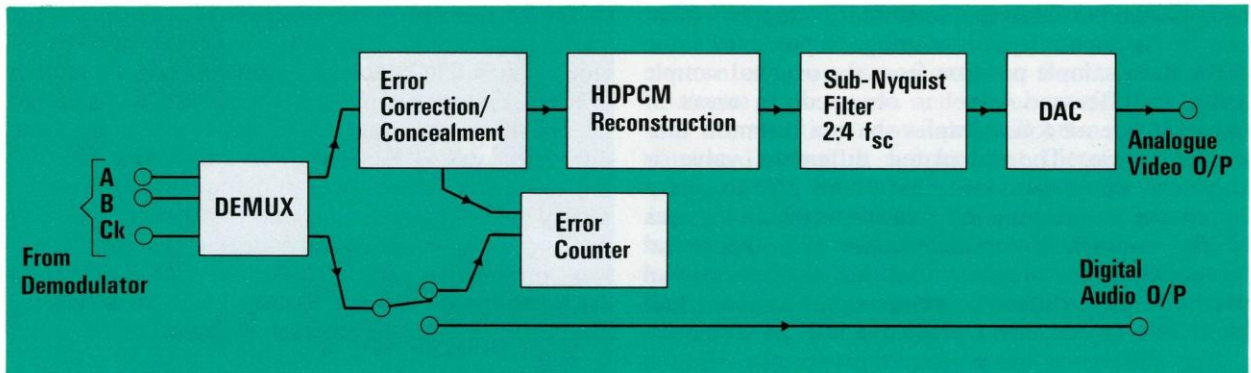 A
B
Ck
From
Demodulator
DEMUX
Error
Correction/
Concealment
HDPCM
Reconstruction
Sub-Nyquist
Filter
2:4 fsc
DAC
Analogue
Video O/P
Error
Counter
Digital
Audio O/P